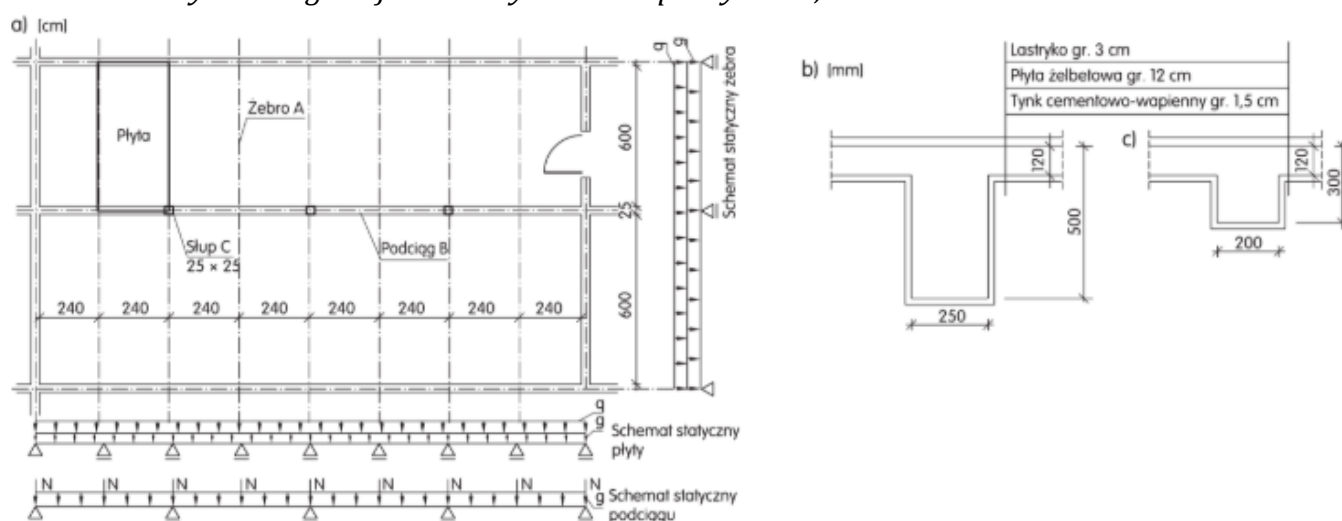 a) [cm]
q
g
Żebro A
Płyta
600
25
600
Schemat statyczny żebra
Słup C
25 × 25
Podciąg B
240 240 240 240 240 240 240 240
q
g
Schemat statyczny
płyty
N N N N N N N N N
g
Schemat statyczny
podciągu
b) [mm]
Lastryko gr. 3 cm
Płyta żelbetowa gr. 12 cm
Tynk cementowo-wapienny gr. 1,5 cm
120
500
250
c)
120
300
200